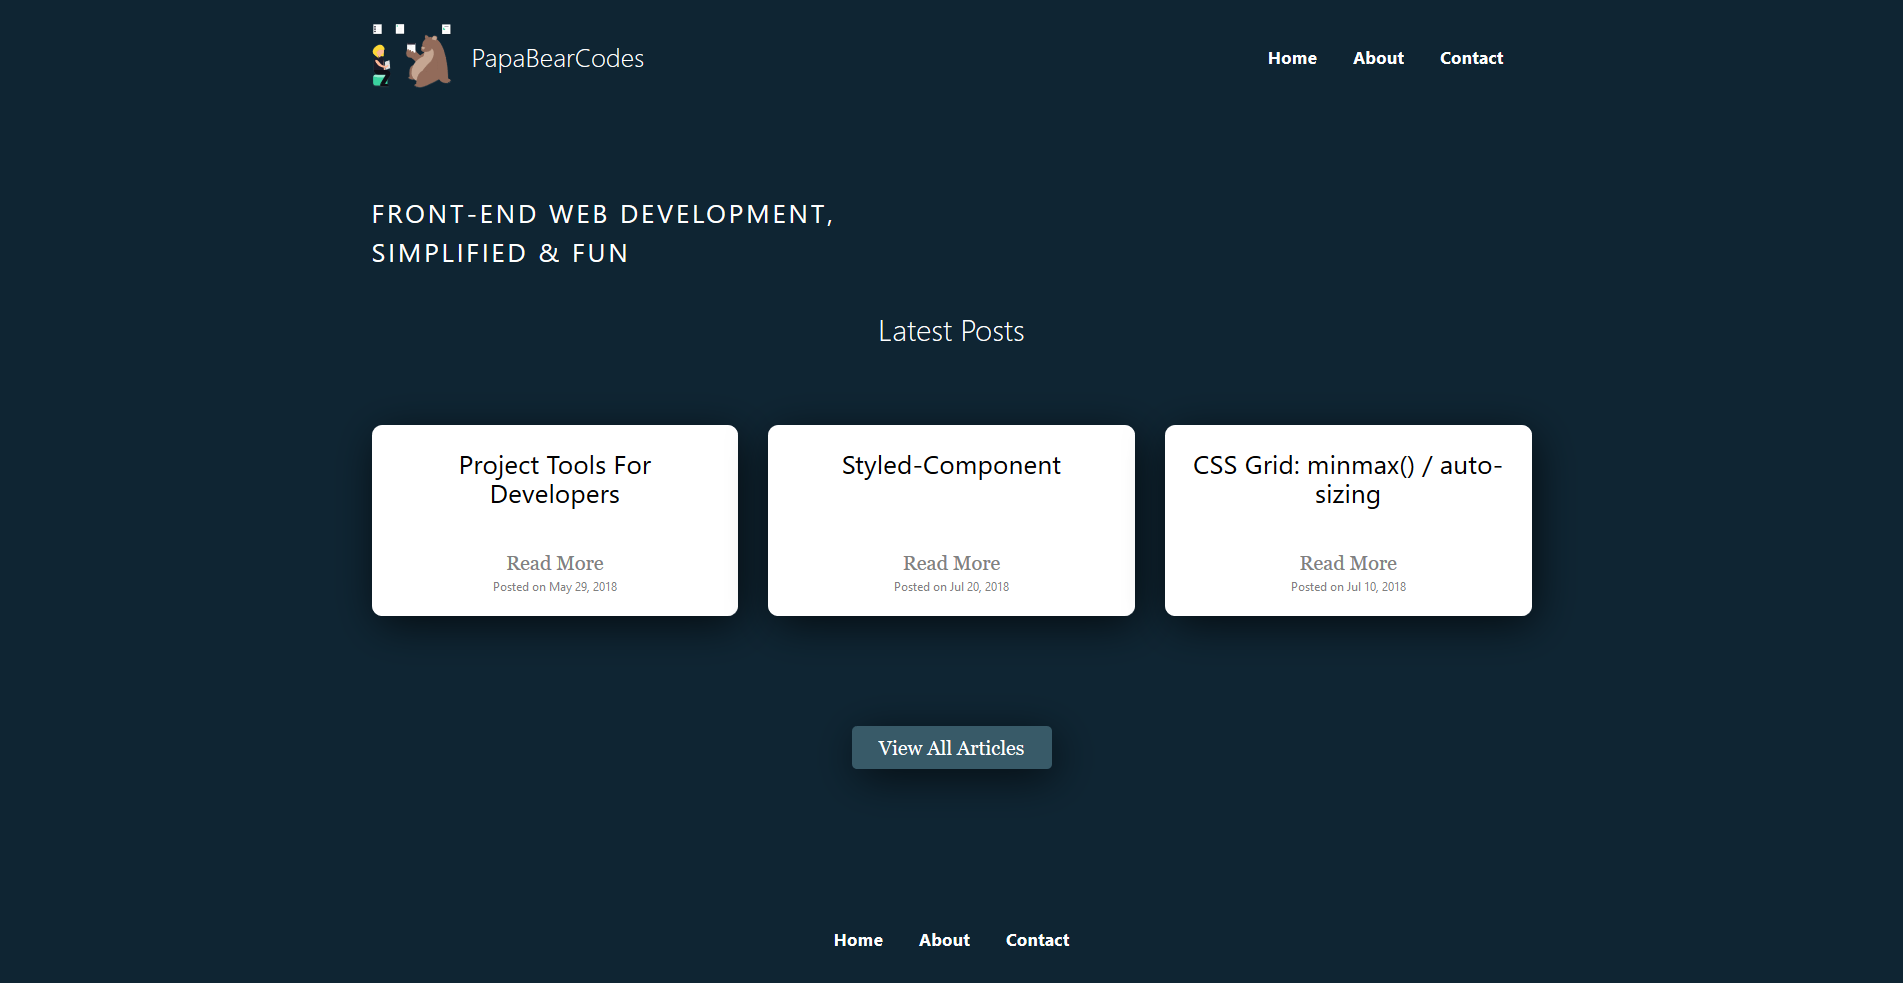 PapaBearCodes
Home About Contact
FRONT-END WEB DEVELOPMENT,
SIMPLIFIED & FUN
Latest Posts
Project Tools For
Developers
Read More
Posted on May 29, 2018
Styled-Component
Read More
Posted on Jul 20, 2018
CSS Grid: minmax() / auto-
sizing
Read More
Posted on Jul 10, 2018
View All Articles
Home About Contact